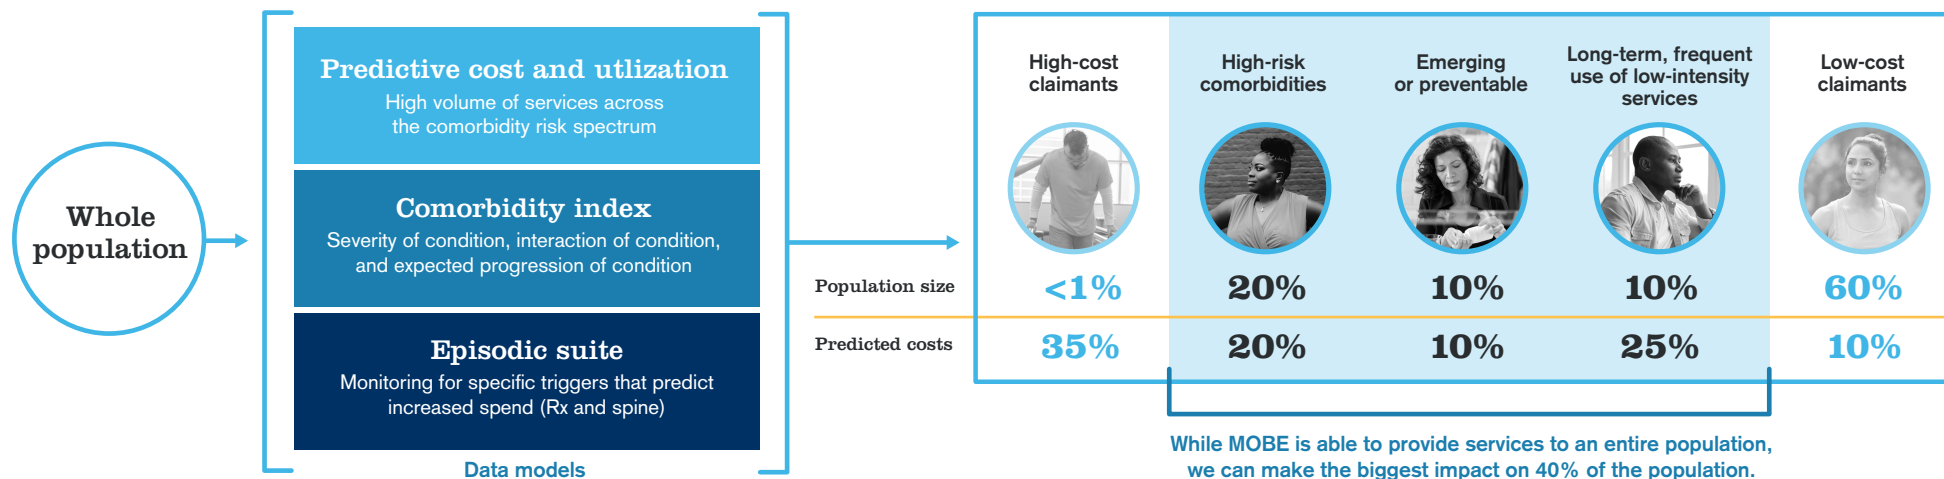 Whole
population
Predictive cost and utlization
High volume of services across
the comorbidity risk spectrum
Comorbidity index
Severity of condition, interaction of condition,
and expected progression of condition
Episodic suite
Monitoring for specific triggers that predict
increased spend (Rx and spine)
Data models
High-cost
claimants
High-risk
comorbidities
Emerging
or preventable
Long-term, frequent
use of low-intensity
services
Low-cost
claimants
Population size
<1%
20%
10%
10%
60%
Predicted costs
35%
20%
10%
25%
10%
While MOBE is able to provide services to an entire population,
we can make the biggest impact on 40% of the population.